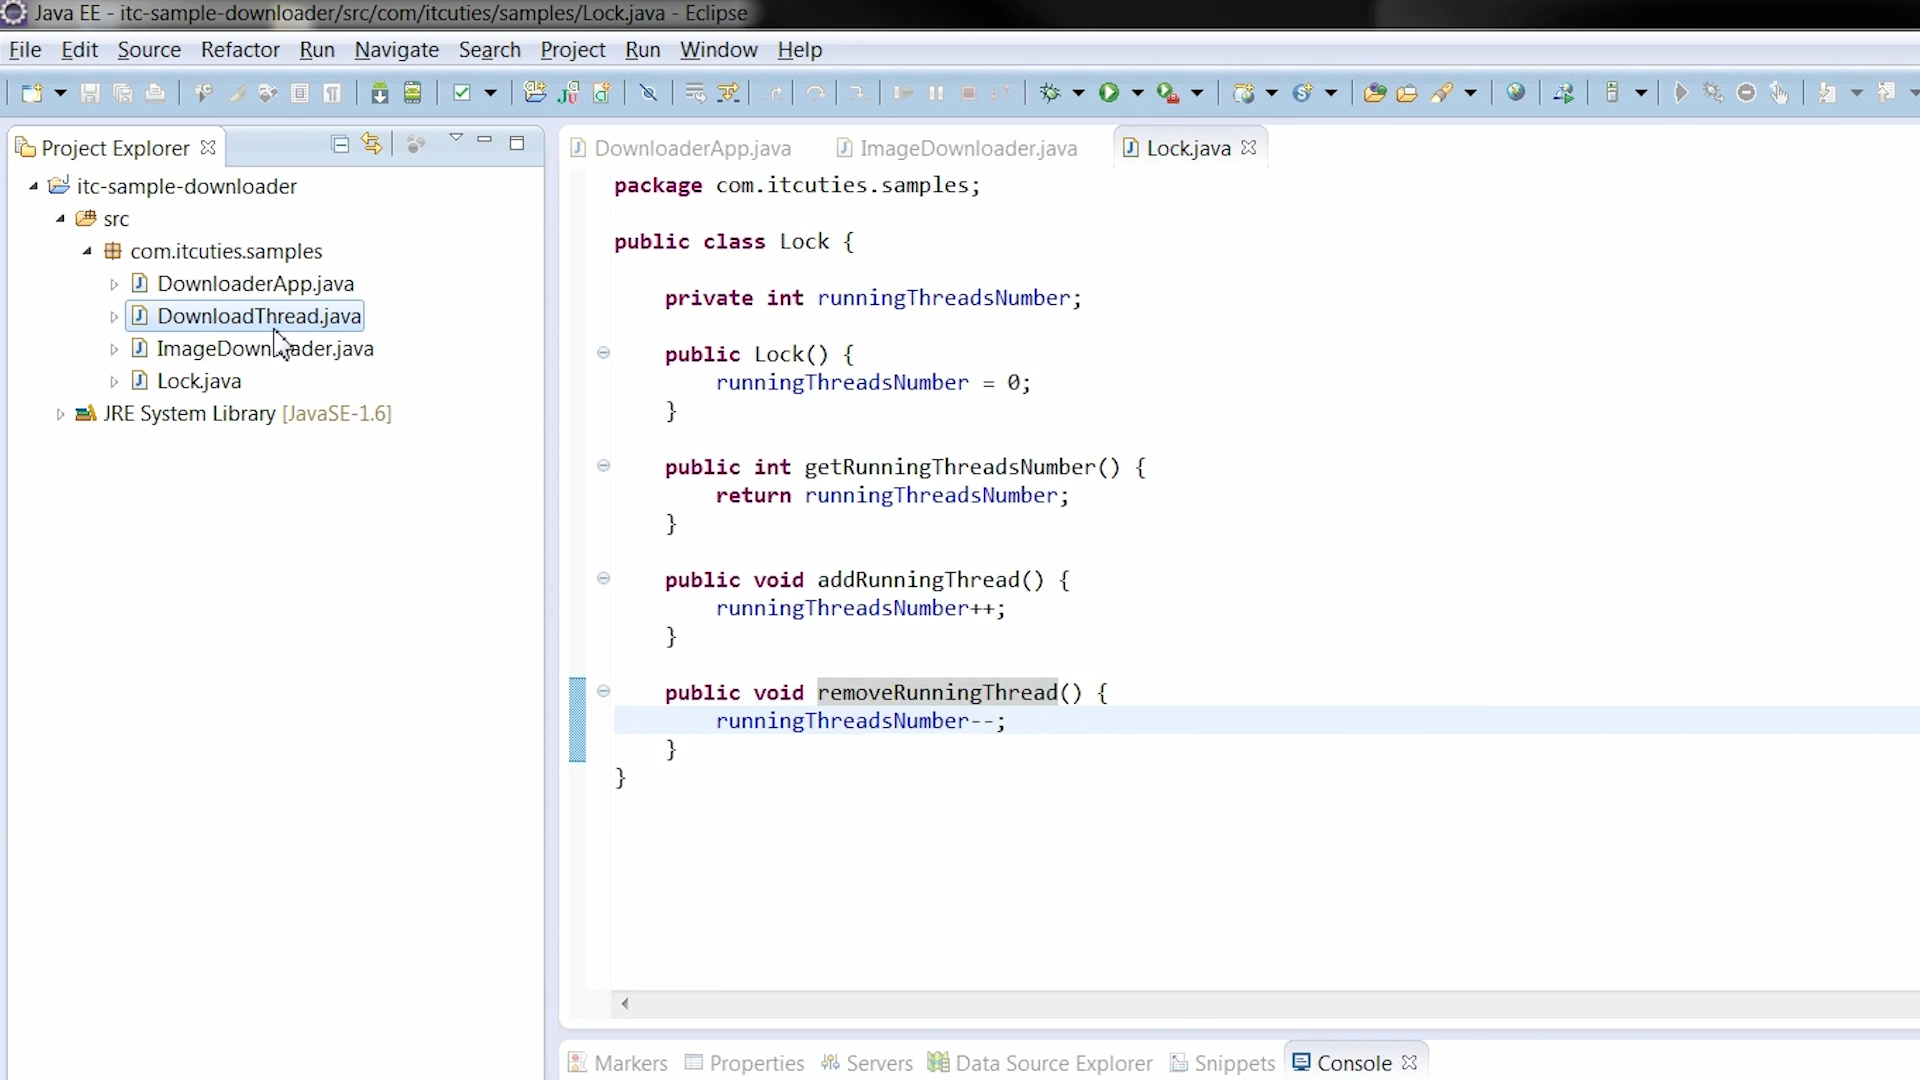 Java EE - itc-sample-downloader/src/com/itcuties/samples/Lock.java - Eclipse
File Edit Source Refactor Run Navigate Search Project Run Window Help
Project Explorer
itc-sample-downloader
src
com.itcuties.samples
DownloaderApp.java
DownloadThread.java
ImageDownloader.java
Lock.java
JRE System Library [JavaSE-1.6]
DownloaderApp.java ImageDownloader.java Lock.java
package com.itcuties.samples;
public class Lock {
private int runningThreadsNumber;
public Lock() {
runningThreadsNumber = 0;
}
public int getRunningThreadsNumber() {
return runningThreadsNumber;
}
public void addRunningThread() {
runningThreadsNumber++;
}
public void removeRunningThread() {
runningThreadsNumber--;
}
}
Markers Properties Servers Data Source Explorer Snippets Console